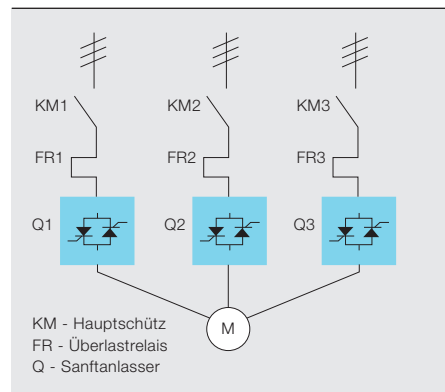 KM1 KM2 KM3
FR1 FR2 FR3
Q1 Q2 Q3
M
KM - Hauptschütz
FR - Überlastrelais
Q - Sanftanlasser